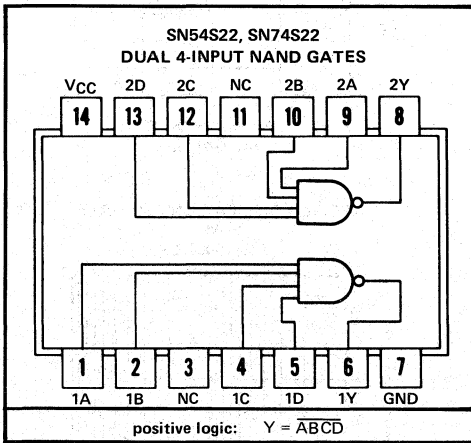 SN54S22, SN74S22
DUAL 4-INPUT NAND GATES
VCC 2D 2C NC 2B 2A 2Y
14 13 12 11 10 9 8
1 2 3 4 5 6 7
1A 1B NC 1C 1D 1Y GND
positive logic: Y = A̅B̅C̅D̅